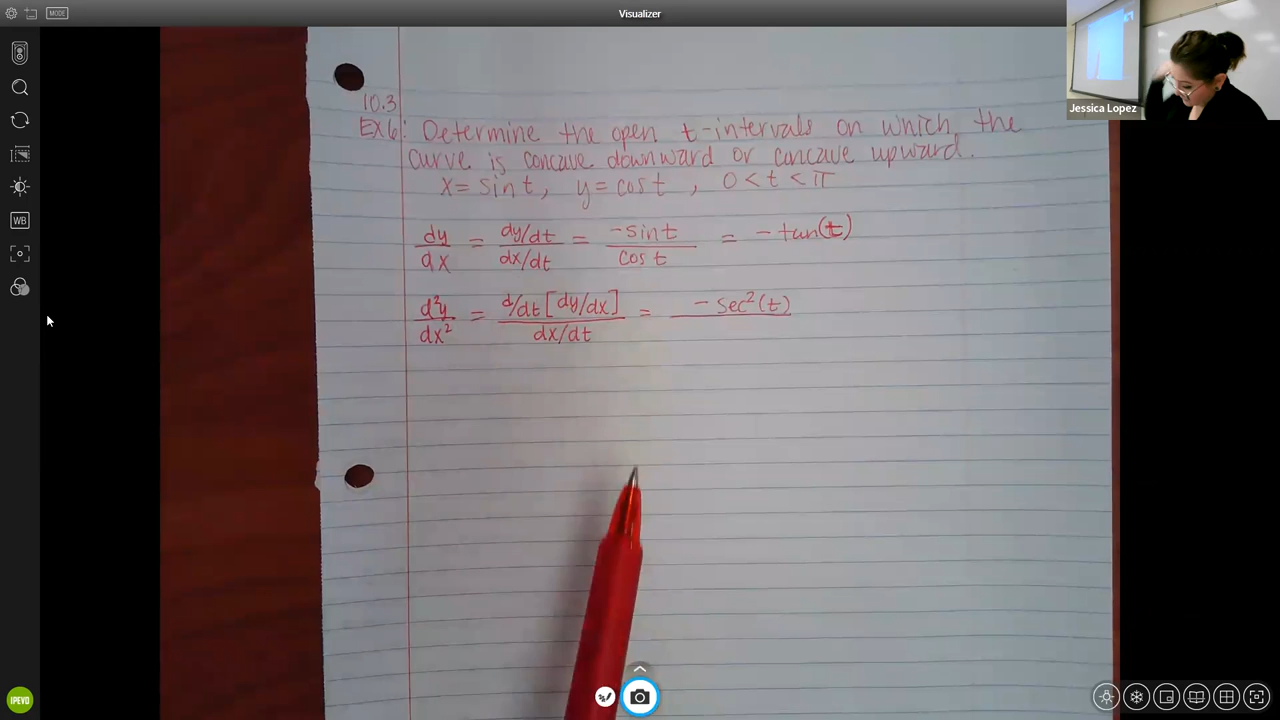 MODE
Visualizer
Jessica Lopez
10.3
EX6: Determine the open t-intervals on which the
curve is concave downward or concave upward.
x = sin t, y = cos t, 0 < t < π
dy/dx = (dy/dt)/(dx/dt) = -sin t/cos t = -tan(t)
d²y/dx² = (d/dt[dy/dx])/(dx/dt) = -sec²(t)
WB
IPEVO